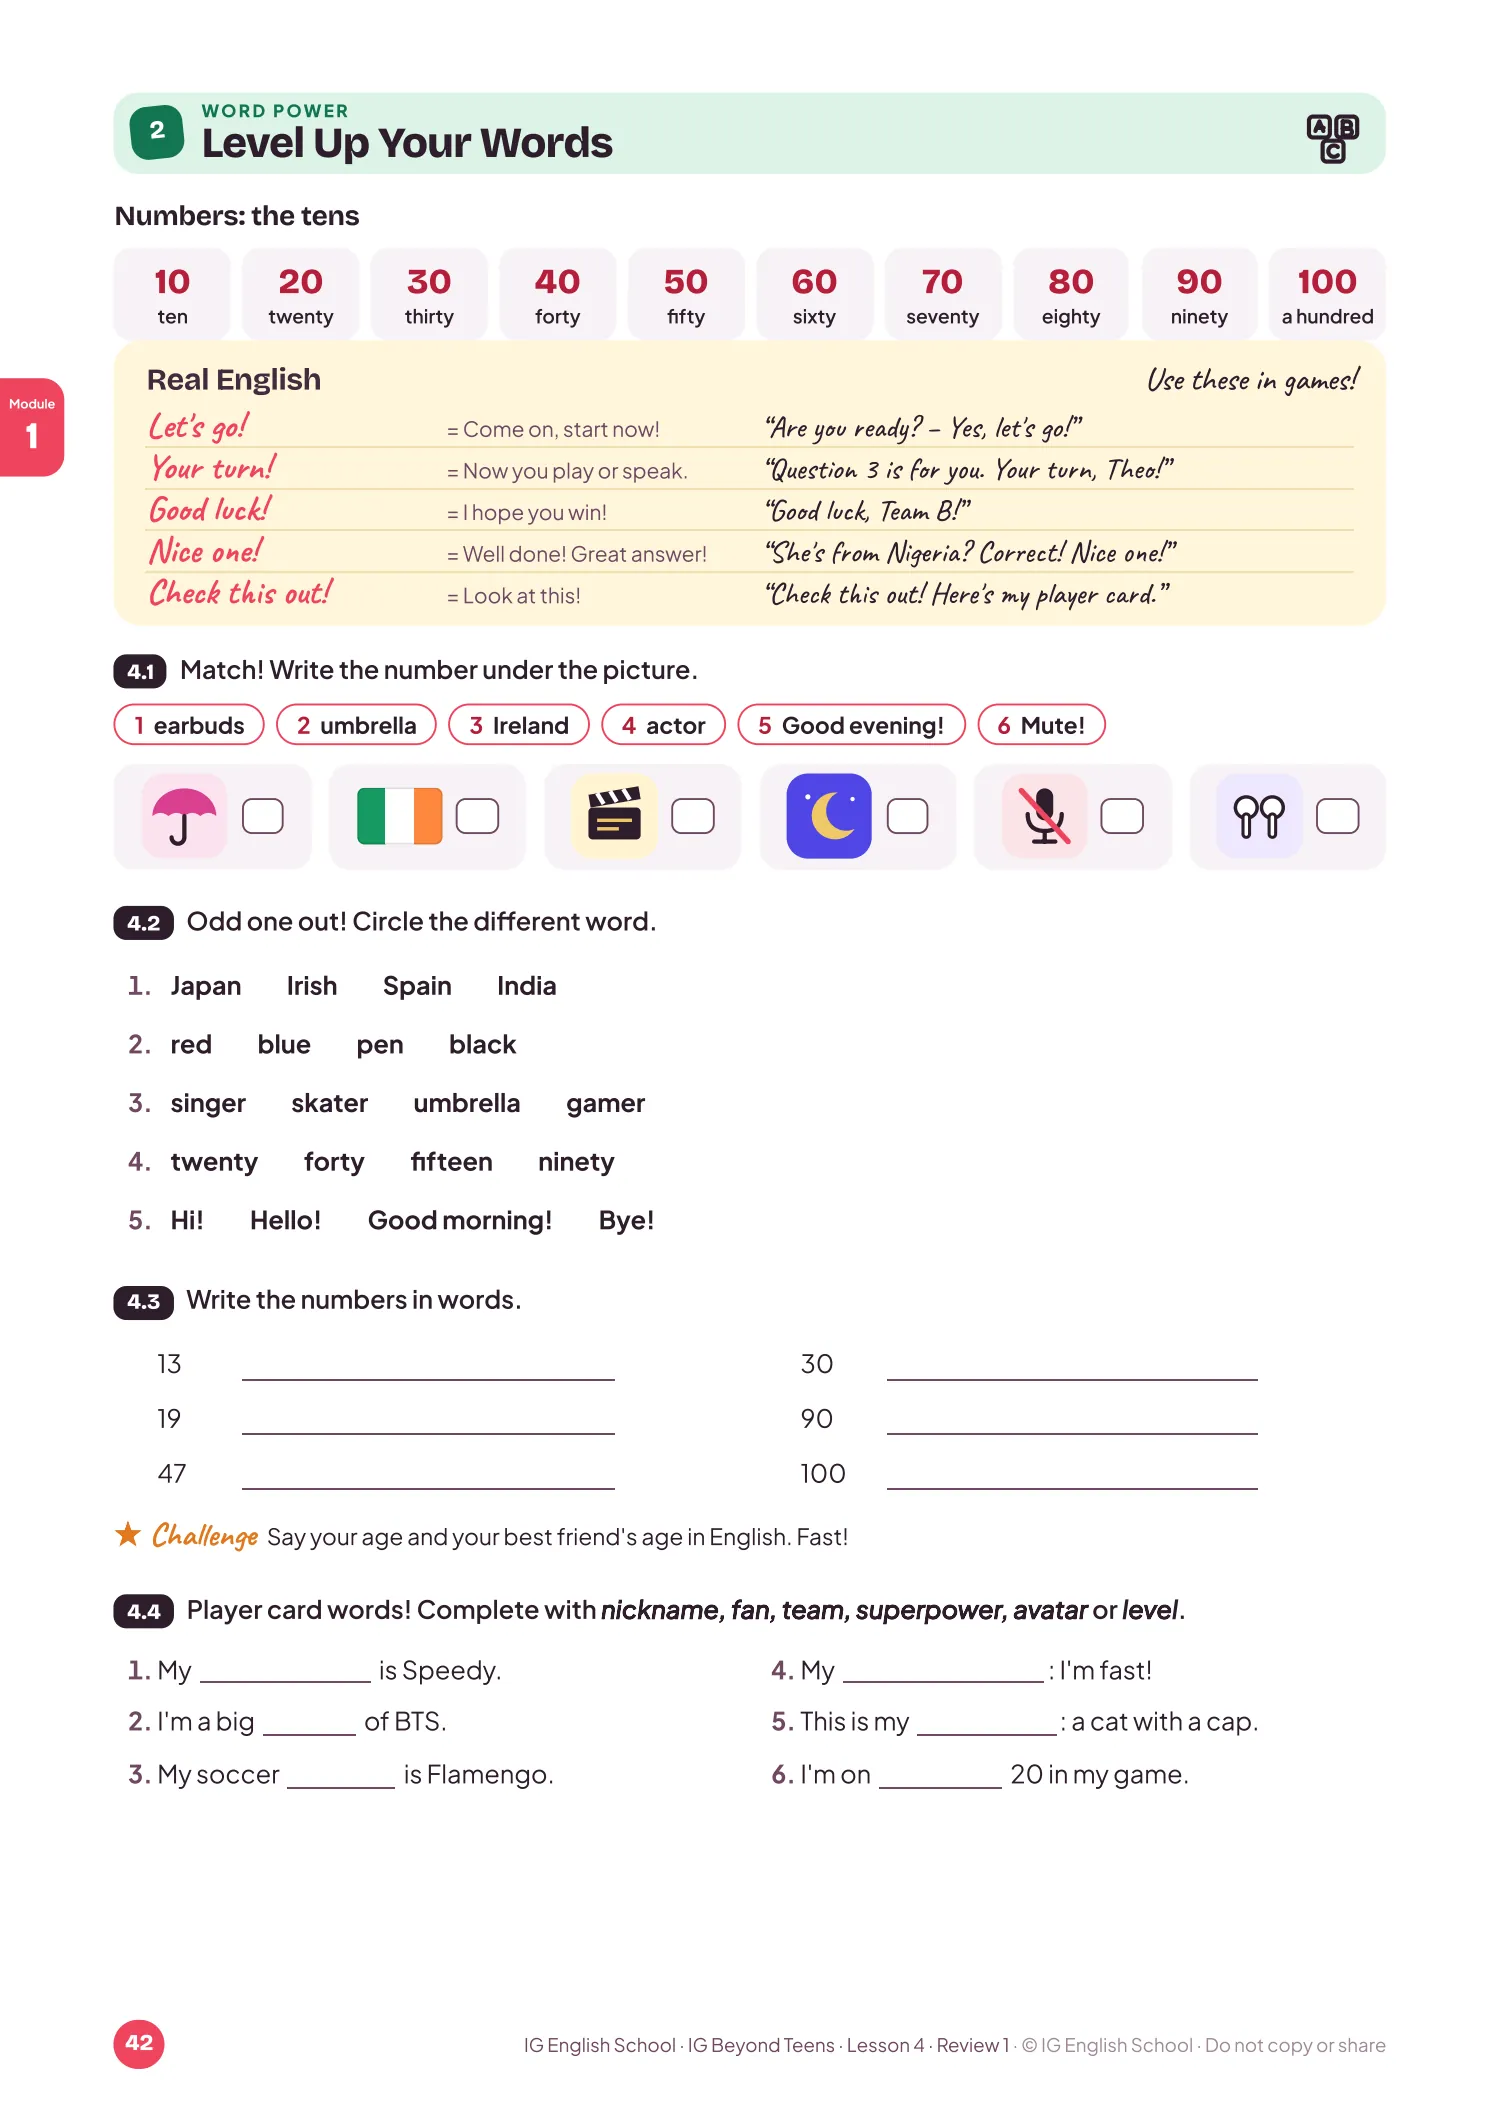 2
WORD POWER
Level Up Your Words
A B
C
Numbers: the tens
10 20 30 40 50 60 70 80 90 100
ten twenty thirty forty fifty sixty seventy eighty ninety a hundred
Real English Use these in games!
Let's go! = Come on, start now! “Are you ready? – Yes, let's go!”
Your turn! = Now you play or speak. “Question 3 is for you. Your turn, Theo!”
Good luck! = I hope you win! “Good luck, Team B!”
Nice one! = Well done! Great answer! “She's from Nigeria? Correct! Nice one!”
Check this out! = Look at this! “Check this out! Here's my player card.”
Module
1
4.1 Match! Write the number under the picture.
1 earbuds 2 umbrella 3 Ireland 4 actor 5 Good evening! 6 Mute!
4.2 Odd one out! Circle the different word.
1. Japan Irish Spain India
2. red blue pen black
3. singer skater umbrella gamer
4. twenty forty fifteen ninety
5. Hi! Hello! Good morning! Bye!
4.3 Write the numbers in words.
13 30
19 90
47 100
Challenge Say your age and your best friend's age in English. Fast!
4.4 Player card words! Complete with nickname, fan, team, superpower, avatar or level.
1. My ____ is Speedy. 4. My ____ : I'm fast!
2. I'm a big ____ of BTS. 5. This is my ____ : a cat with a cap.
3. My soccer ____ is Flamengo. 6. I'm on ____ 20 in my game.
42 IG English School · IG Beyond Teens · Lesson 4 · Review 1 · © IG English School · Do not copy or share